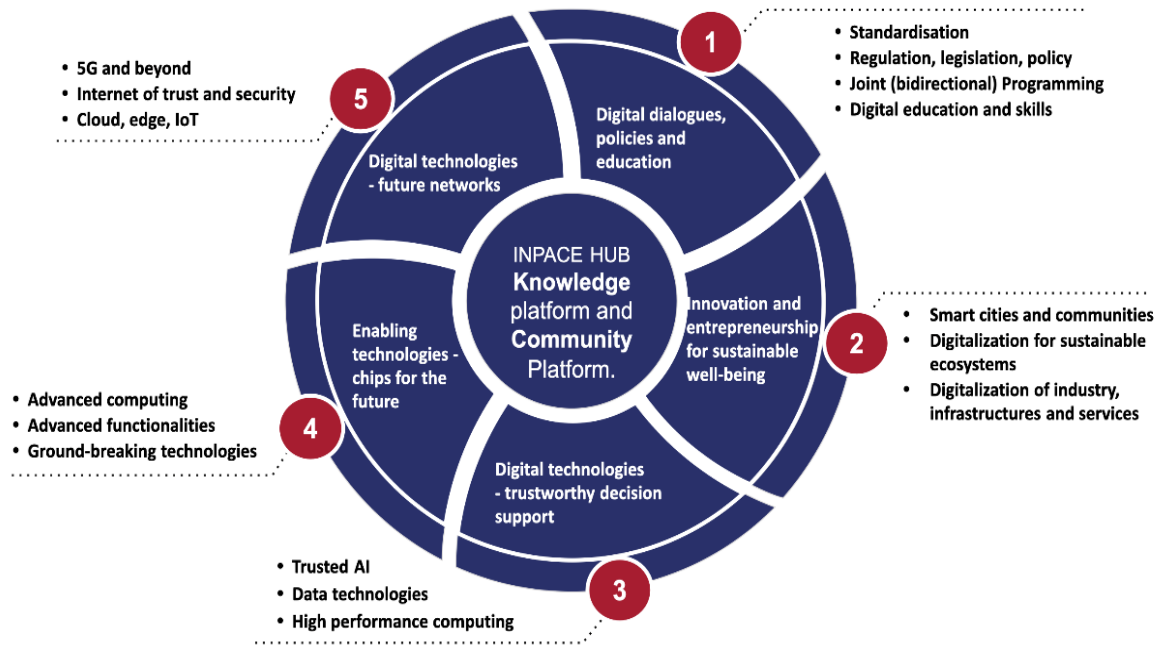 INPACE HUB
Knowledge
platform and
Community
Platform.
1
Digital dialogues,
policies and
education
• Standardisation
• Regulation, legislation, policy
• Joint (bidirectional) Programming
• Digital education and skills
2
Innovation and
entrepreneurship
for sustainable
well-being
• Smart cities and communities
• Digitalization for sustainable
ecosystems
• Digitalization of industry,
infrastructures and services
3
Digital technologies
- trustworthy decision
support
• Trusted AI
• Data technologies
• High performance computing
4
Enabling
technologies -
chips for the
future
• Advanced computing
• Advanced functionalities
• Ground-breaking technologies
5
Digital technologies
- future networks
• 5G and beyond
• Internet of trust and security
• Cloud, edge, IoT